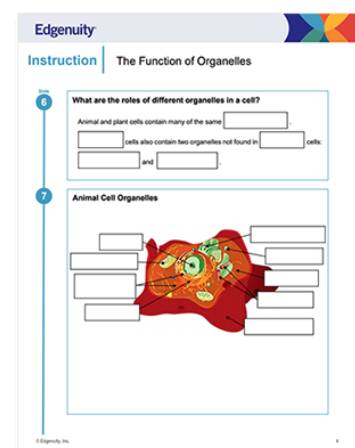 Edgenuity
Instruction The Function of Organelles
Slide
6
What are the roles of different organelles in a cell?
Animal and plant cells contain many of the same .
cells also contain two organelles not found in cells:
and .
7
Animal Cell Organelles
© Edgenuity, Inc.